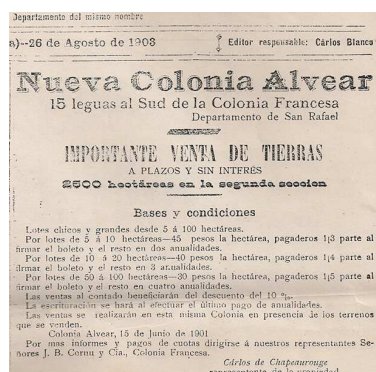 Departamento del mismo nombre
a)--26 de Agosto de 1903
Editor responsable: Cárlos Blanco
Nueva Colonia Alvear
15 leguas al Sud de la Colonia Francesa
Departamento de San Rafael
IMPORTANTE VENTA DE TIERRAS
A PLAZOS Y SIN INTERÉS
2500 hectáreas en la segunda seccion
Bases y condiciones
Lotes chicos y grandes desde 5 á 100 hectáreas.
Por lotes de 5 á 10 hectáreas—45 pesos la hectárea, pagaderos 1¡3 parte al
firmar el boleto y el resto en dos anualidades.
Por lotes de 10 á 20 hectáreas—40 pesos la hectárea, pagaderos 1¡4 parte al
firmar el boleto y el resto en 3 atualidades.
Por lotes de 50 á 100 hectáreas—30 pesos la hectárea, pagaderos 1¡5 parte al
firmar el boleto y el resto en cuatro anualidades.
Las ventas al contado beneficiarán del descuento del 10 %.
La escrituración se hará al efectuar el último pago de anualidades.
Las ventas se realizarán en esta misma Colonia en presencia de los terrenos
que se venden.
Colonia Alvear, 15 de Junio de 1901
Por mas informes y pagos de cuotas dirigirse á nuestros representantes Se-
ñores J. B. Cornu y Cia., Colonia Francesa.
Cárlos de Chapeaurouge
representante de la propiedad